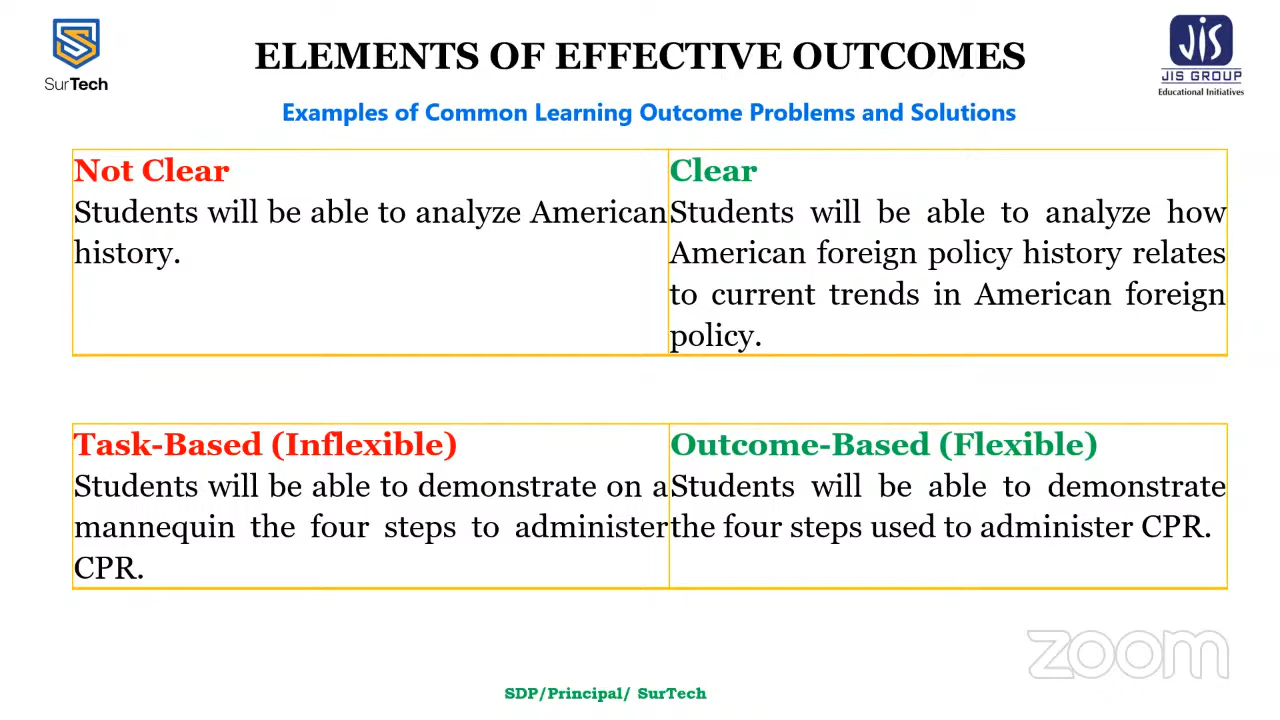 SurTech
ELEMENTS OF EFFECTIVE OUTCOMES
JIS
JIS GROUP
Educational Initiatives
Examples of Common Learning Outcome Problems and Solutions
Not Clear
Students will be able to analyze American
history.
Clear
Students will be able to analyze how
American foreign policy history relates
to current trends in American foreign
policy.
Task-Based (Inflexible)
Students will be able to demonstrate on a
mannequin the four steps to administer
CPR.
Outcome-Based (Flexible)
Students will be able to demonstrate
the four steps used to administer CPR.
zoom
SDP/Principal/ SurTech